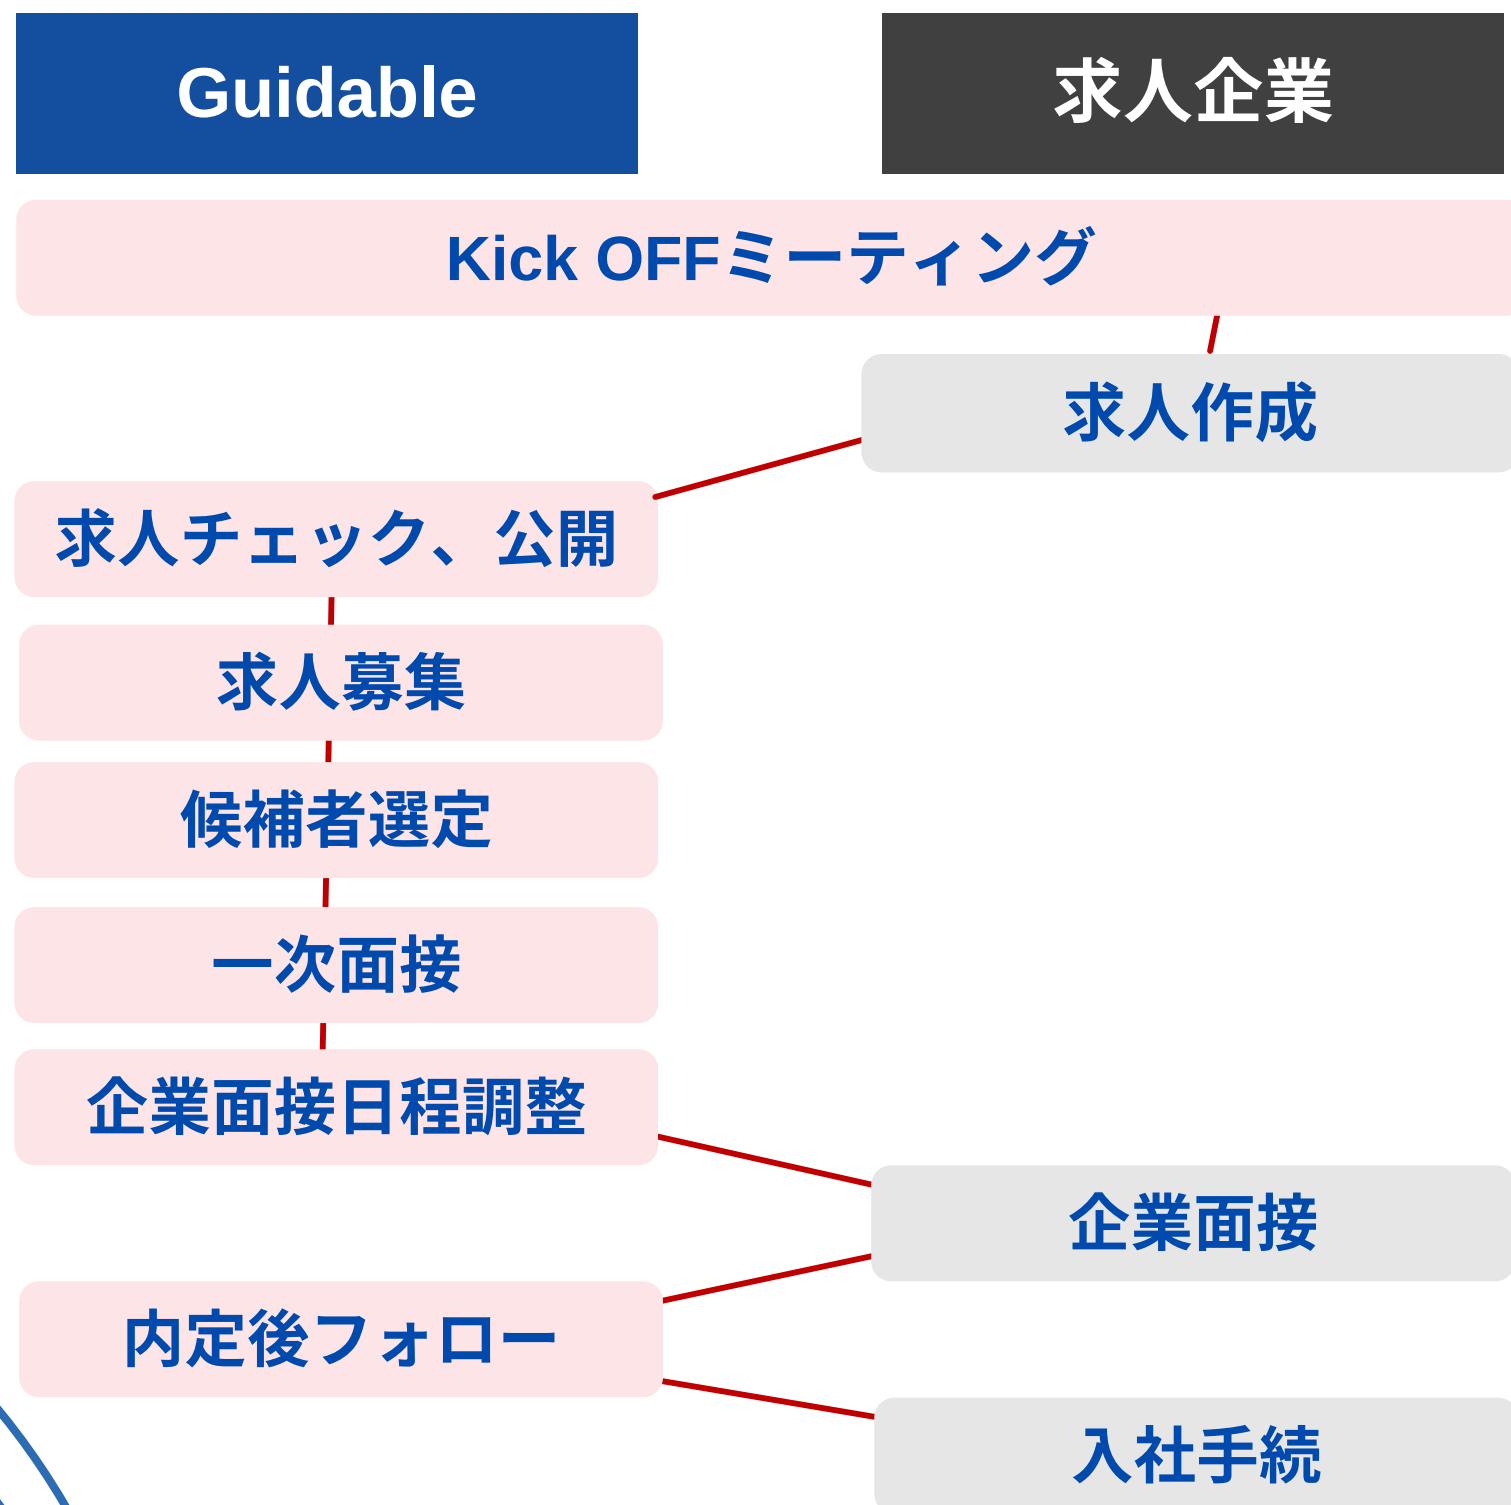 Guidable
求人企業
Kick OFFミーティング
求人作成
求人チェック、公開
求人募集
候補者選定
一次面接
企業面接日程調整
企業面接
内定後フォロー
入社手続